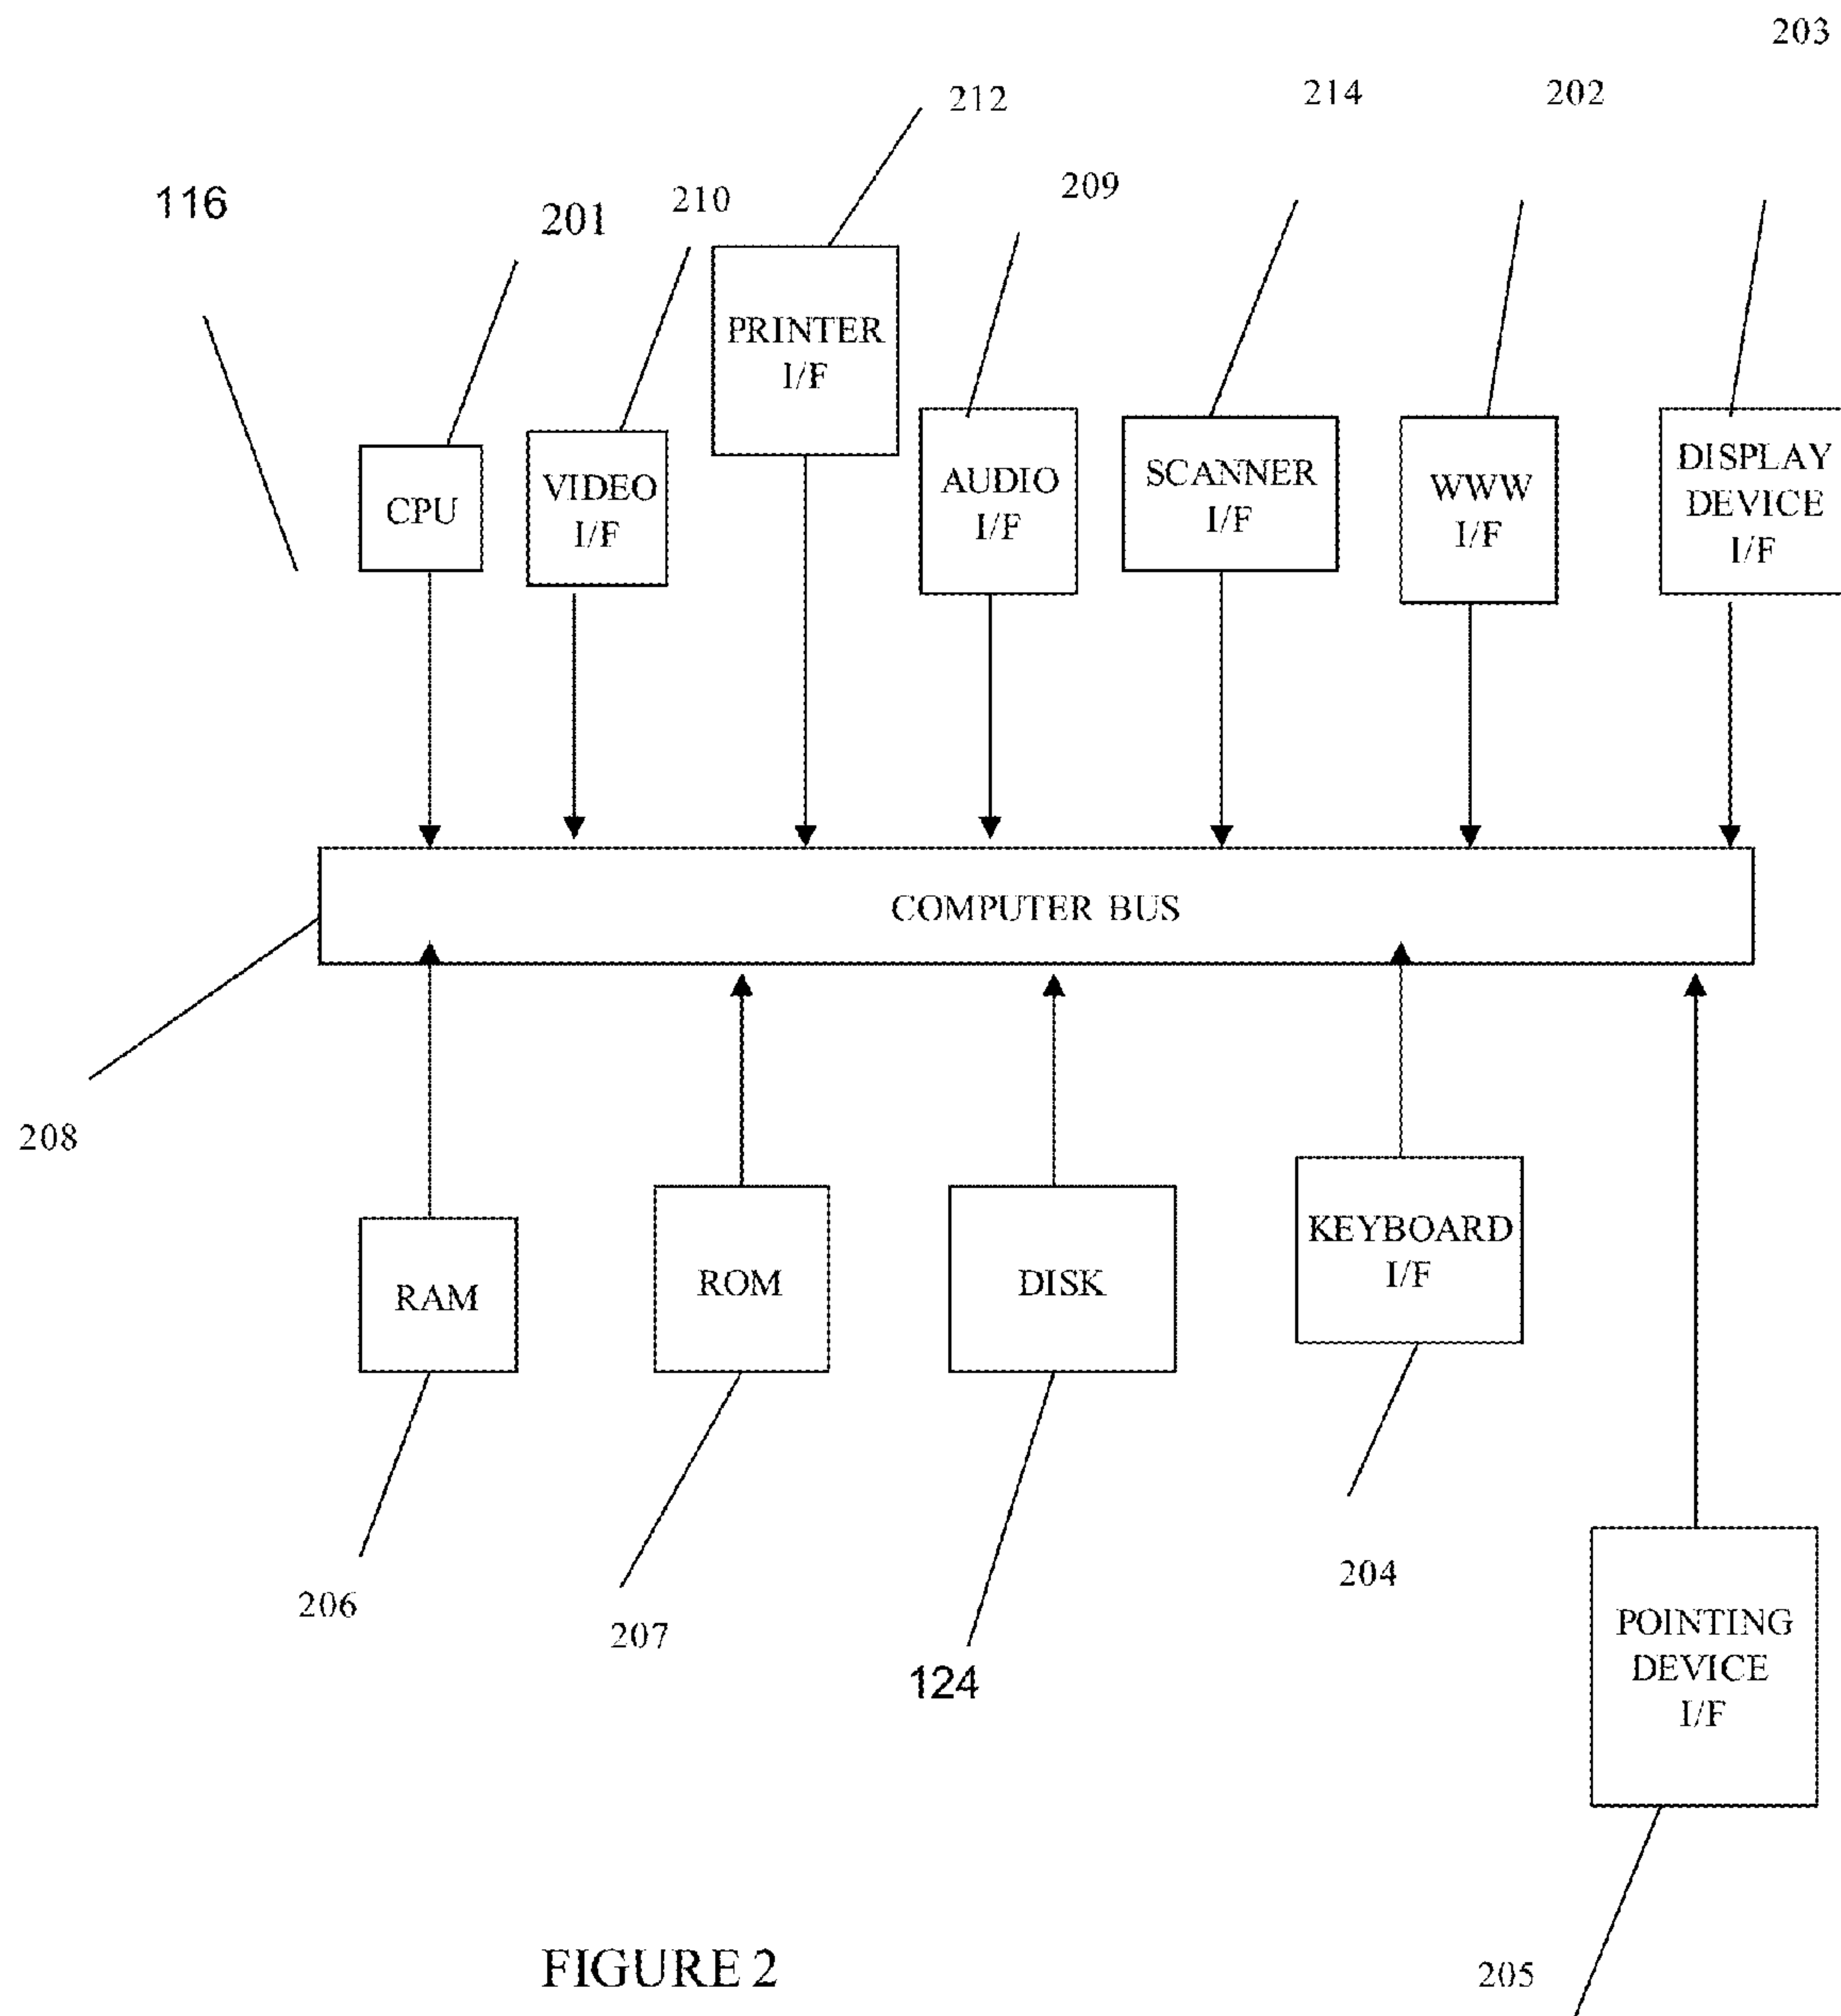 203
212
214
202
209
116
201
210
PRINTER
I/F
CPU
VIDEO
I/F
AUDIO
I/F
SCANNER
I/F
WWW
I/F
DISPLAY
DEVICE
I/F
COMPUTER BUS
208
RAM
ROM
DISK
KEYBOARD
I/F
206
207
124
204
POINTING
DEVICE
I/F
FIGURE 2
205